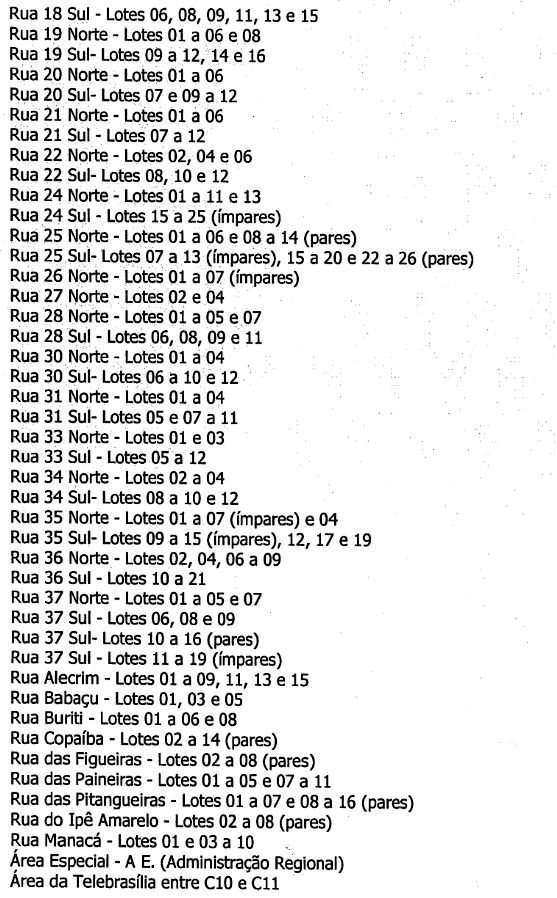 Rua 18 Sul - Lotes 06, 08, 09, 11, 13 e 15
Rua 19 Norte - Lotes 01 a 06 e 08
Rua 19 Sul- Lotes 09 a 12, 14 e 16
Rua 20 Norte - Lotes 01 a 06
Rua 20 Sul- Lotes 07 e 09 a 12
Rua 21 Norte - Lotes 01 a 06
Rua 21 Sul - Lotes 07 a 12
Rua 22 Norte - Lotes 02, 04 e 06
Rua 22 Sul- Lotes 08, 10 e 12
Rua 24 Norte - Lotes 01 a 11 e 13
Rua 24 Sul - Lotes 15 a 25 (ímpares)
Rua 25 Norte - Lotes 01 a 06 e 08 a 14 (pares)
Rua 25 Sul- Lotes 07 a 13 (ímpares), 15 a 20 e 22 a 26 (pares)
Rua 26 Norte - Lotes 01 a 07 (ímpares)
Rua 27 Norte - Lotes 02 e 04
Rua 28 Norte - Lotes 01 a 05 e 07
Rua 28 Sul - Lotes 06, 08, 09 e 11
Rua 30 Norte - Lotes 01 a 04
Rua 30 Sul- Lotes 06 a 10 e 12
Rua 31 Norte - Lotes 01 a 04
Rua 31 Sul- Lotes 05 e 07 a 11
Rua 33 Norte - Lotes 01 e 03
Rua 33 Sul - Lotes 05 a 12
Rua 34 Norte - Lotes 02 a 04
Rua 34 Sul- Lotes 08 a 10 e 12
Rua 35 Norte - Lotes 01 a 07 (ímpares) e 04
Rua 35 Sul- Lotes 09 a 15 (ímpares), 12, 17 e 19
Rua 36 Norte - Lotes 02, 04, 06 a 09
Rua 36 Sul - Lotes 10 a 21
Rua 37 Norte - Lotes 01 a 05 e 07
Rua 37 Sul - Lotes 06, 08 e 09
Rua 37 Sul- Lotes 10 a 16 (pares)
Rua 37 Sul - Lotes 11 a 19 (ímpares)
Rua Alecrim - Lotes 01 a 09, 11, 13 e 15
Rua Babaçu - Lotes 01, 03 e 05
Rua Buriti - Lotes 01 a 06 e 08
Rua Copaíba - Lotes 02 a 14 (pares)
Rua das Figueiras - Lotes 02 a 08 (pares)
Rua das Paineiras - Lotes 01 a 05 e 07 a 11
Rua das Pitangueiras - Lotes 01 a 07 e 08 a 16 (pares)
Rua do Ipê Amarelo - Lotes 02 a 08 (pares)
Rua Manacá - Lotes 01 e 03 a 10
Área Especial - A E. (Administração Regional)
Área da Telebrasília entre C10 e C11